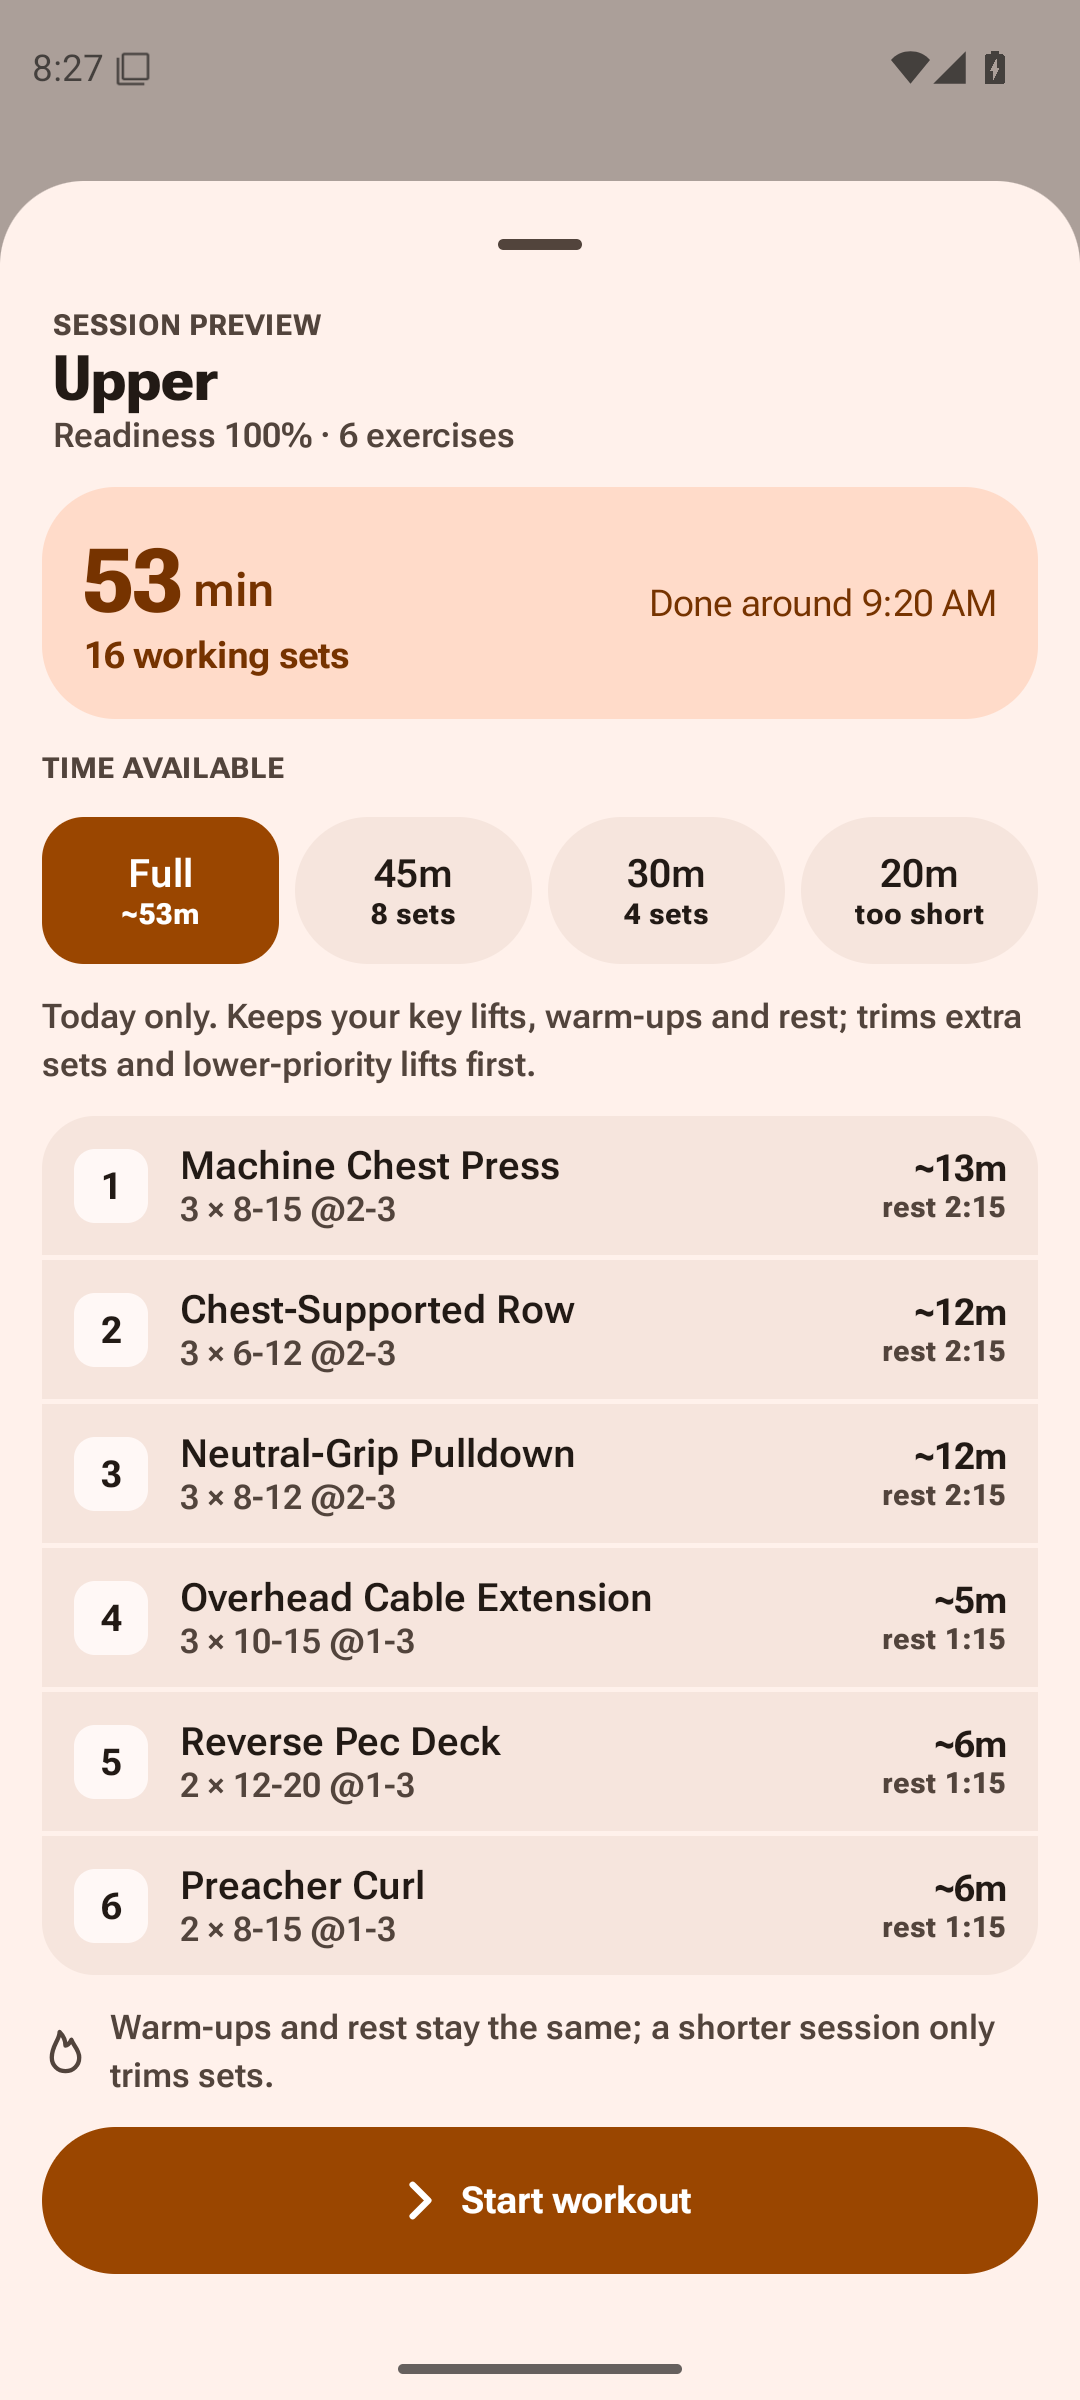 8:27
SESSION PREVIEW
Upper
Readiness 100% · 6 exercises
53 min
Done around 9:20 AM
16 working sets
TIME AVAILABLE
Full
~53m
45m
8 sets
30m
4 sets
20m
too short
Today only. Keeps your key lifts, warm-ups and rest; trims extra
sets and lower-priority lifts first.
1
Machine Chest Press
3 × 8-15 @2-3
~13m
rest 2:15
2
Chest-Supported Row
3 × 6-12 @2-3
~12m
rest 2:15
3
Neutral-Grip Pulldown
3 × 8-12 @2-3
~12m
rest 2:15
4
Overhead Cable Extension
3 × 10-15 @1-3
~5m
rest 1:15
5
Reverse Pec Deck
2 × 12-20 @1-3
~6m
rest 1:15
6
Preacher Curl
2 × 8-15 @1-3
~6m
rest 1:15
Warm-ups and rest stay the same; a shorter session only
trims sets.
Start workout